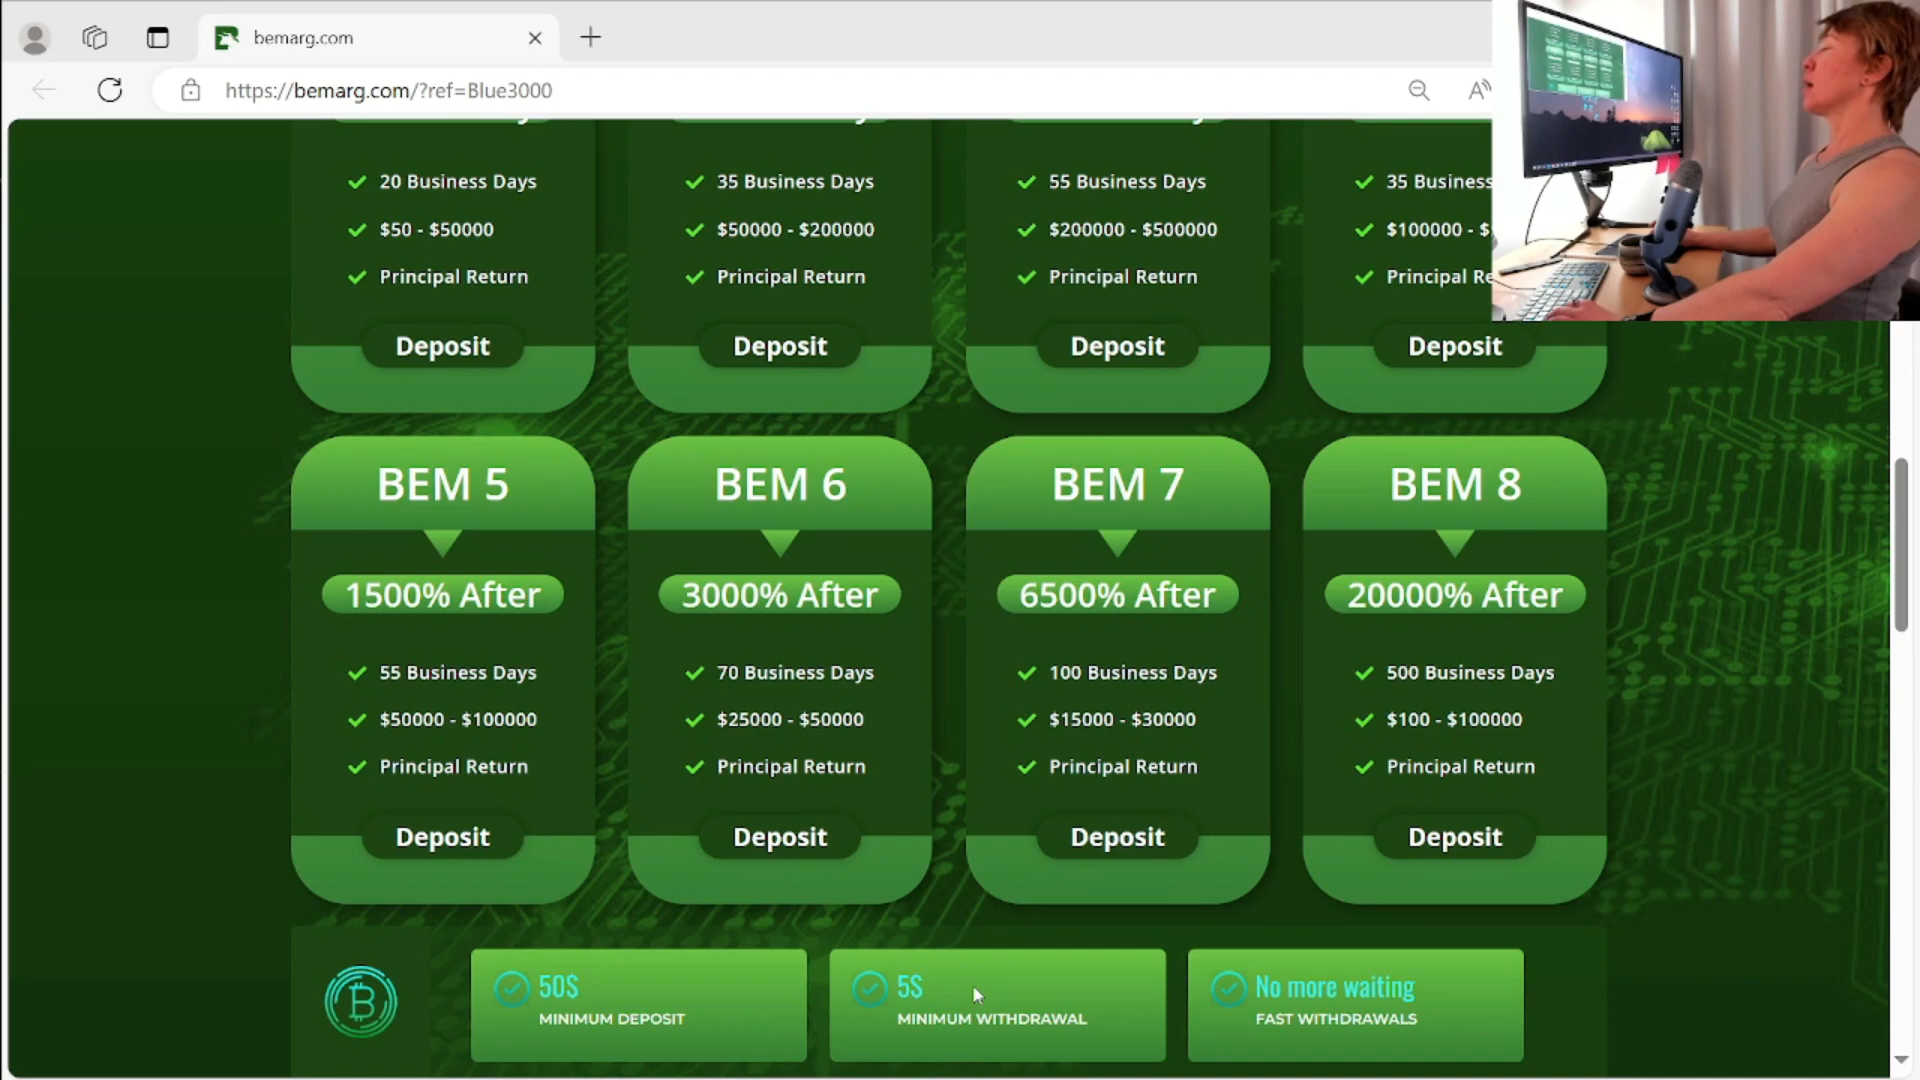 bemarg.com
https://bemarg.com/?ref=Blue3000
20 Business Days
$50 - $50000
Principal Return
Deposit
35 Business Days
$50000 - $200000
Principal Return
Deposit
55 Business Days
$200000 - $500000
Principal Return
Deposit
35 Business
$100000 - $
Principal Re
Deposit
BEM 5
1500% After
55 Business Days
$50000 - $100000
Principal Return
Deposit
BEM 6
3000% After
70 Business Days
$25000 - $50000
Principal Return
Deposit
BEM 7
6500% After
100 Business Days
$15000 - $30000
Principal Return
Deposit
BEM 8
20000% After
500 Business Days
$100 - $100000
Principal Return
Deposit
50$
MINIMUM DEPOSIT
5$
MINIMUM WITHDRAWAL
No more waiting
FAST WITHDRAWALS